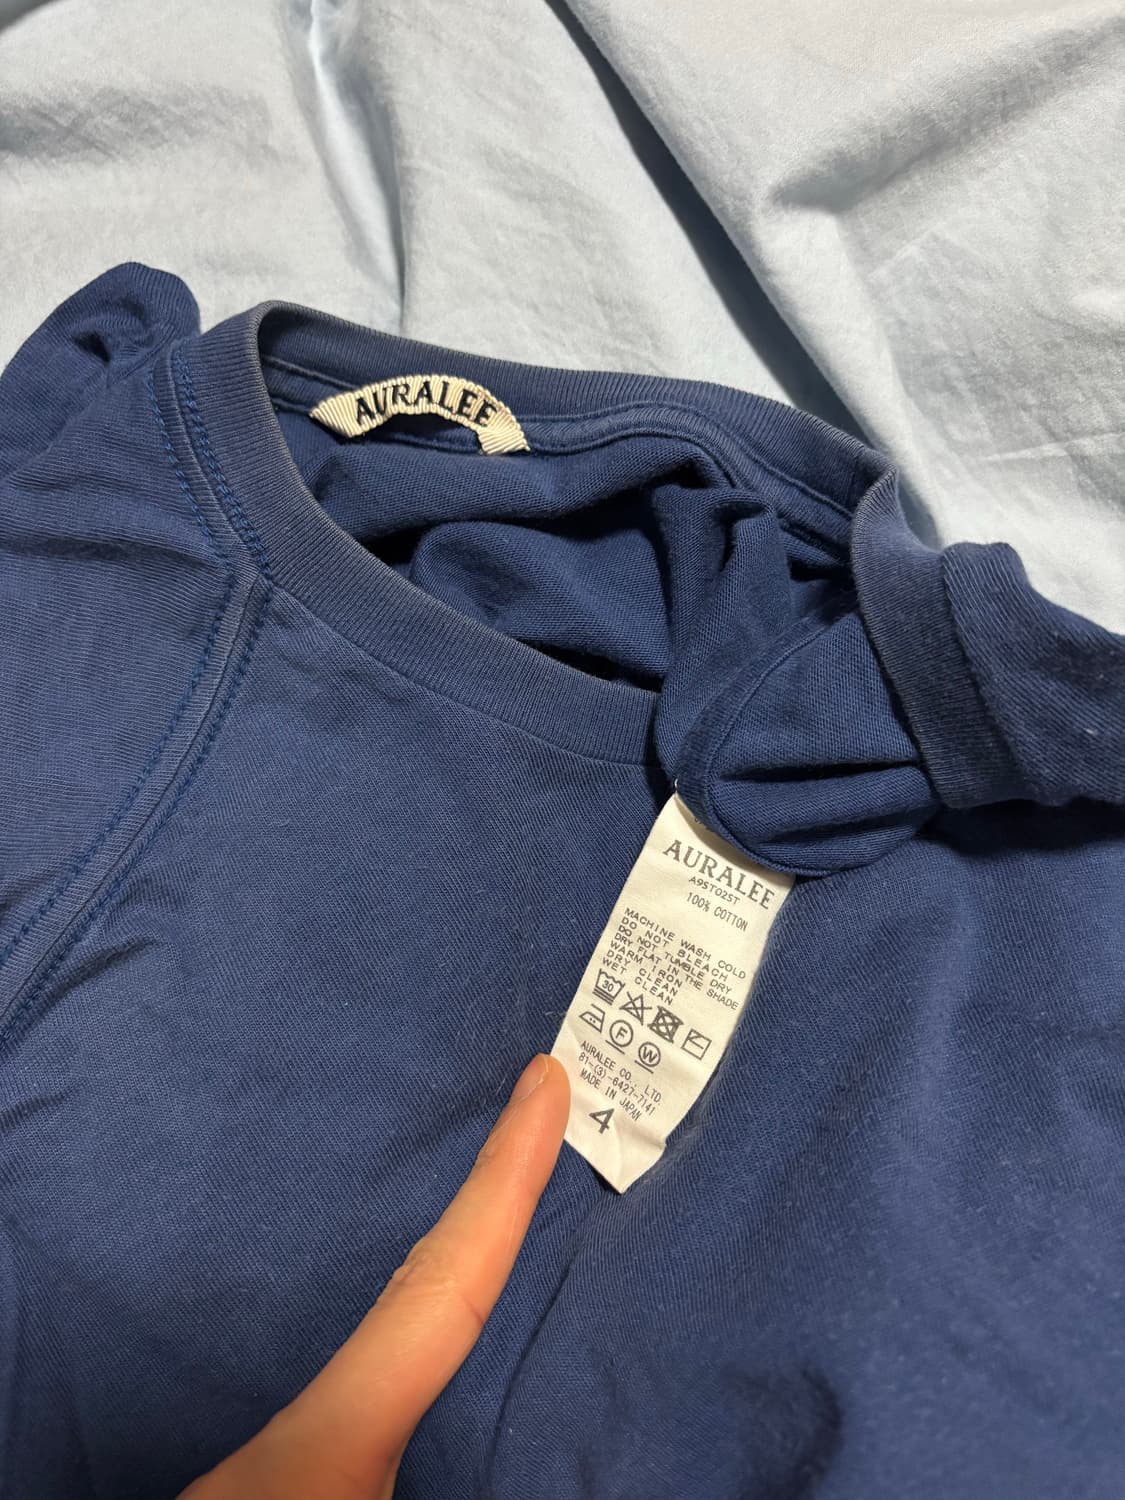 AURALEE
AURALEE
A9ST02ST
100% COTTON
MACHINE WASH COLD
DO NOT BLEACH
DO NOT TUMBLE DRY
DRY FLAT IN THE SHADE
WARM IRON
DRY CLEAN
WET CLEAN
30
F
W
AURALEE CO., LTD.
81-(3)-6427-7141
MADE IN JAPAN
4